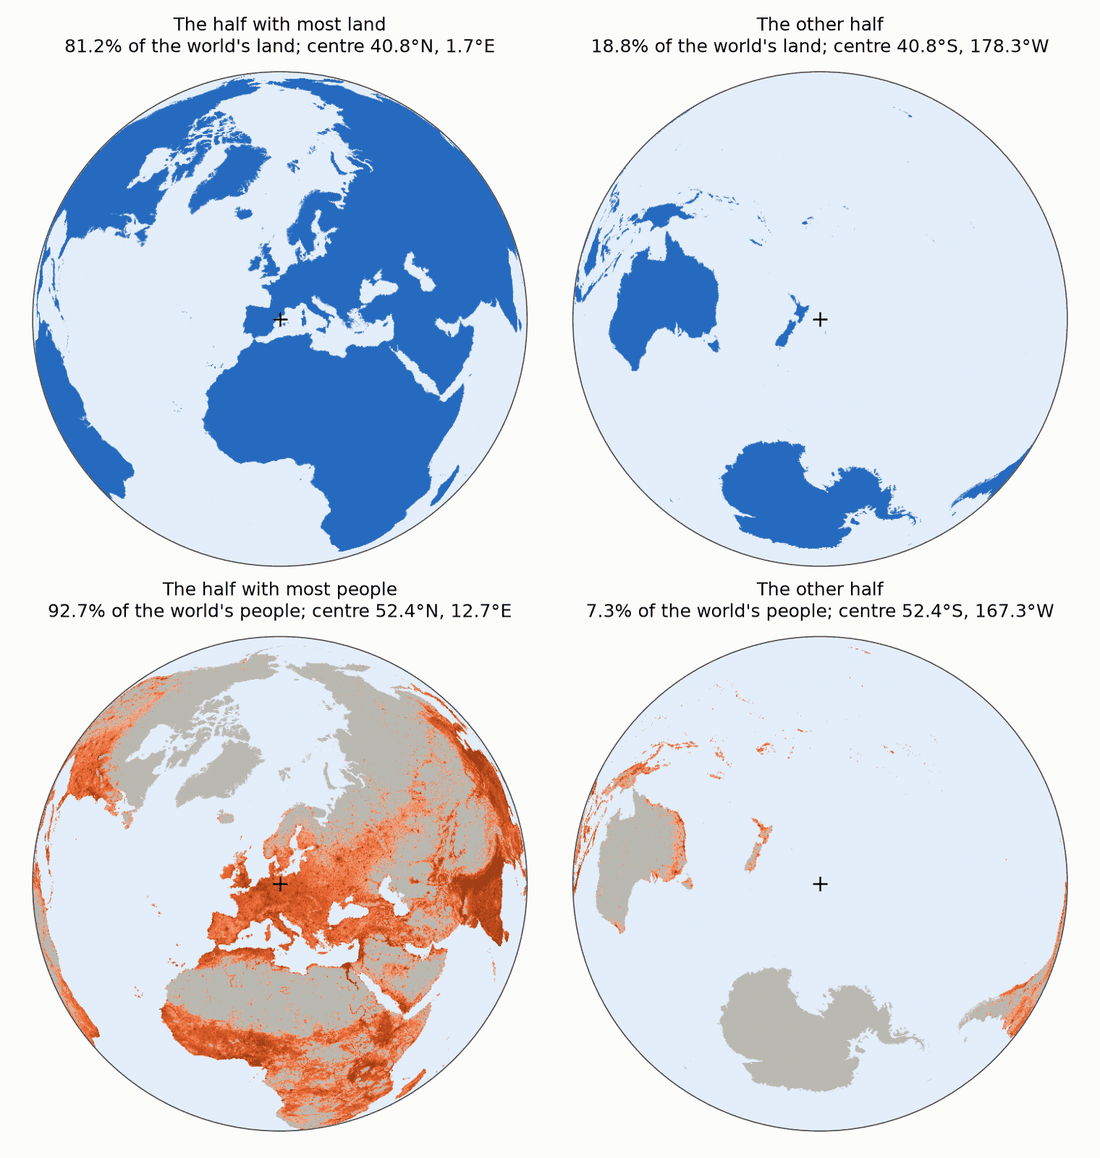 The half with most land
81.2% of the world's land; centre 40.8°N, 1.7°E
The other half
18.8% of the world's land; centre 40.8°S, 178.3°W
The half with most people
92.7% of the world's people; centre 52.4°N, 12.7°E
The other half
7.3% of the world's people; centre 52.4°S, 167.3°W